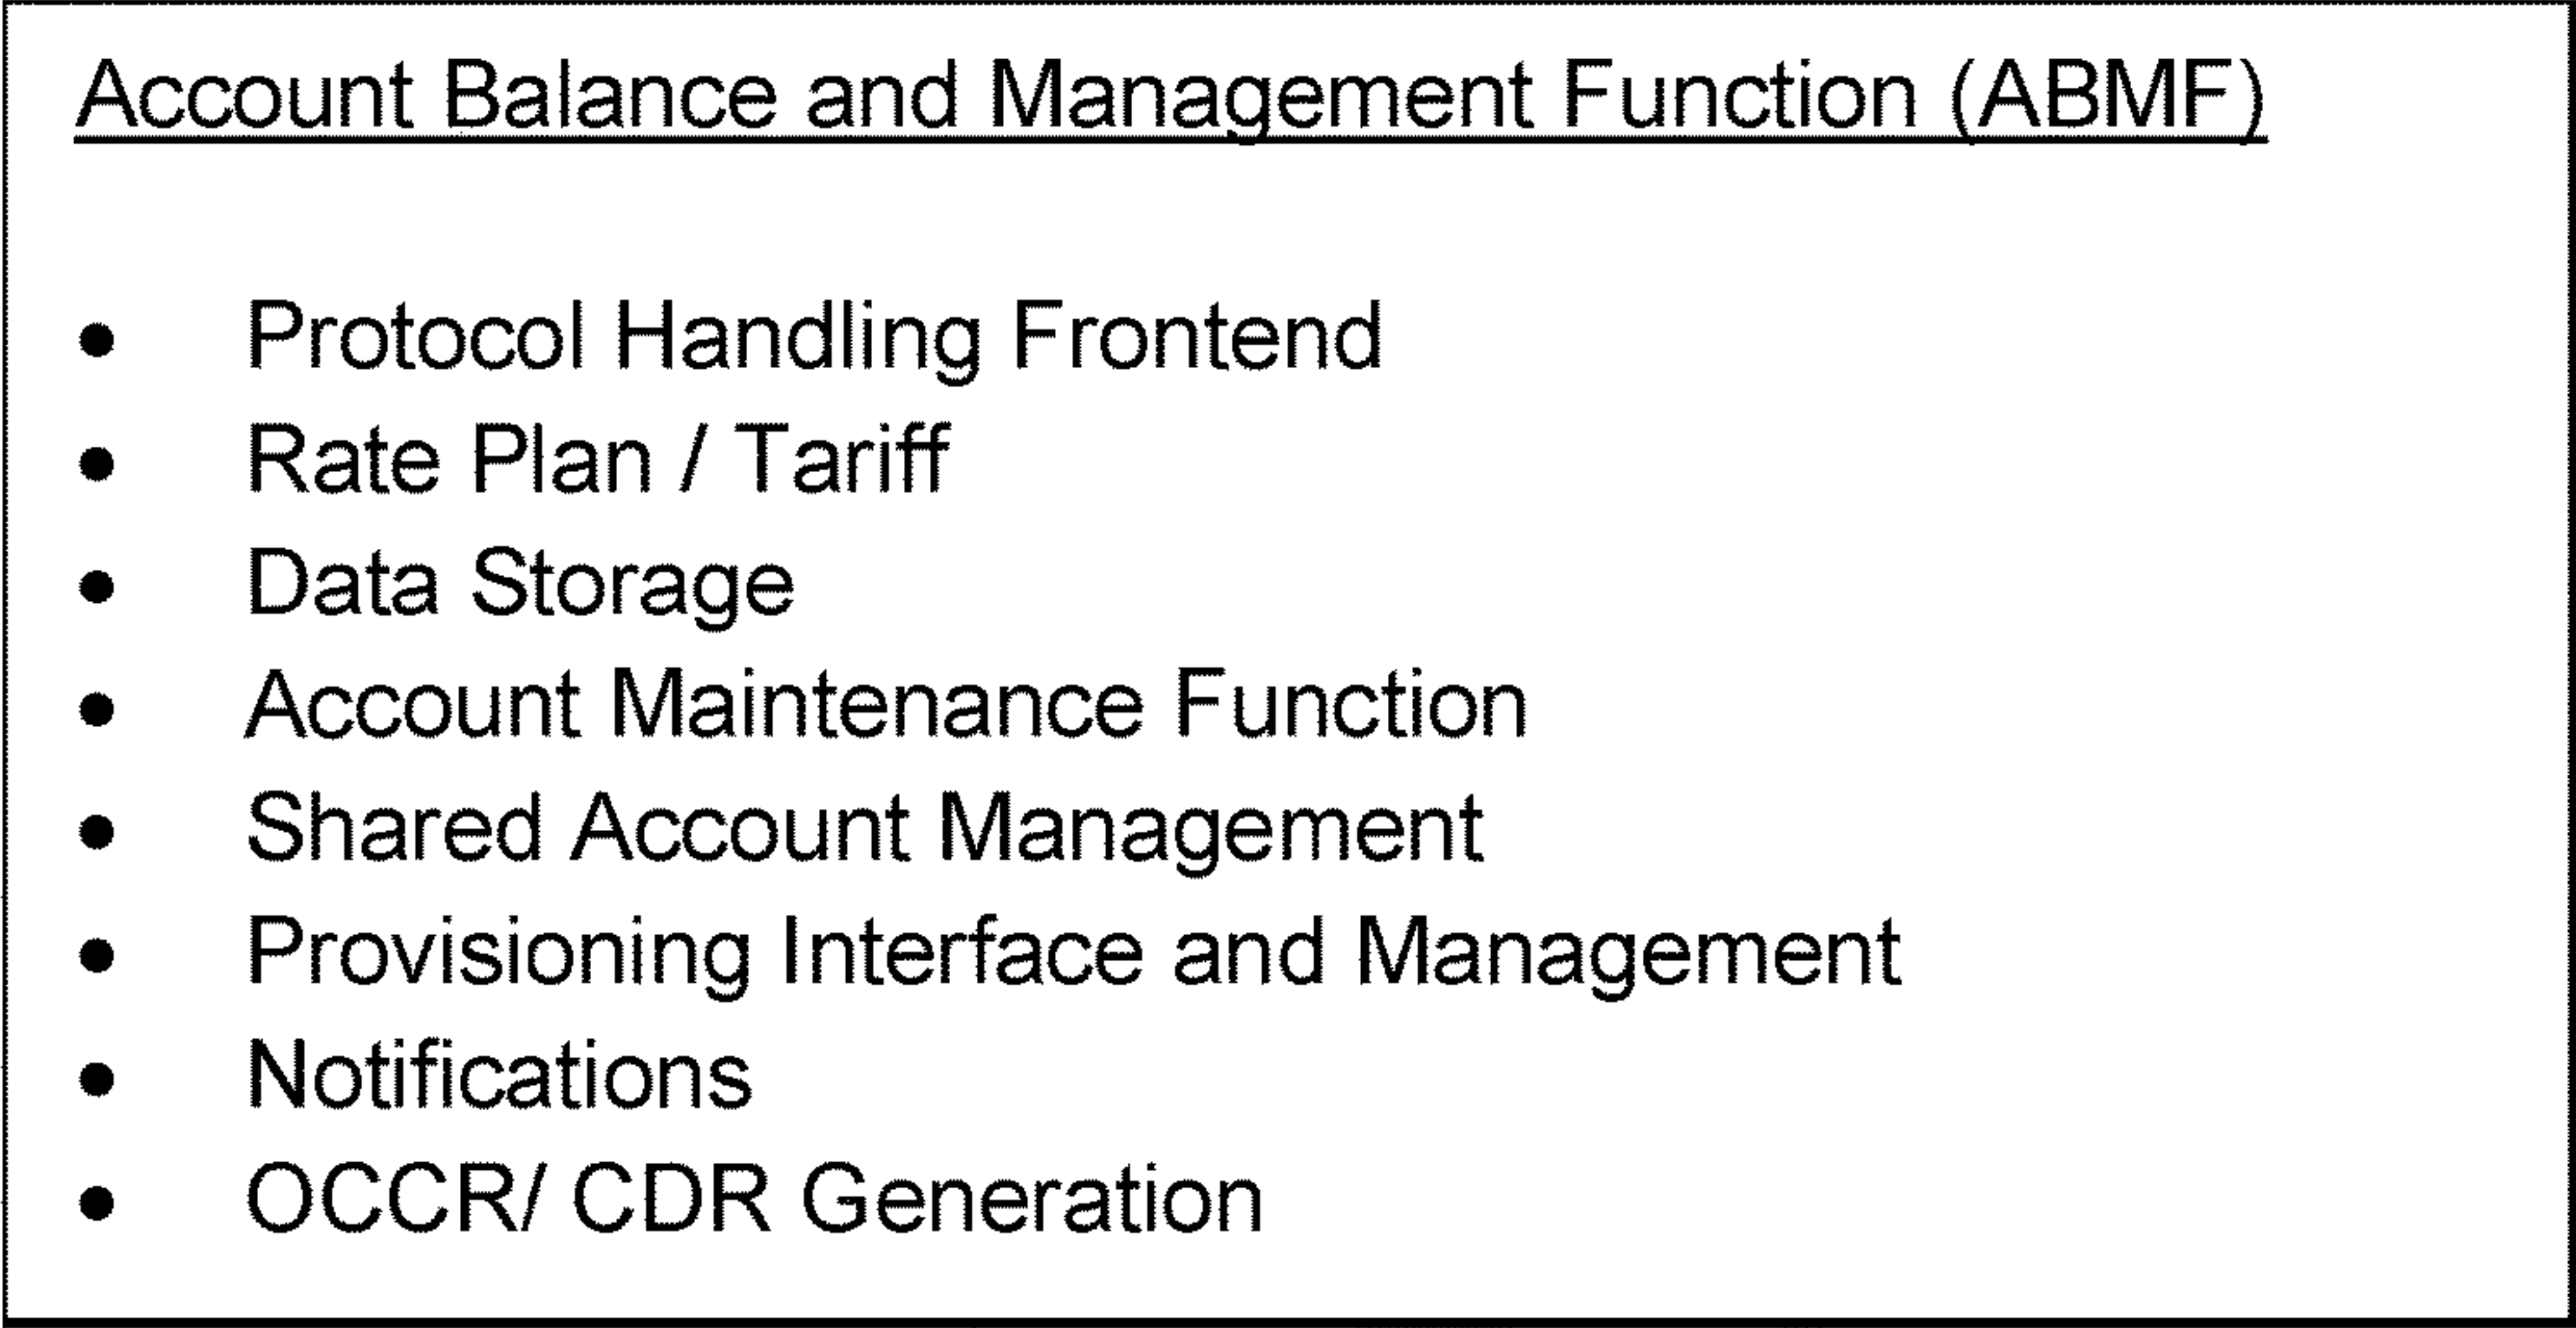 Account Balance and Management Function (ABMF)
• Protocol Handling Frontend
• Rate Plan / Tariff
• Data Storage
• Account Maintenance Function
• Shared Account Management
• Provisioning Interface and Management
• Notifications
• OCCR/ CDR Generation